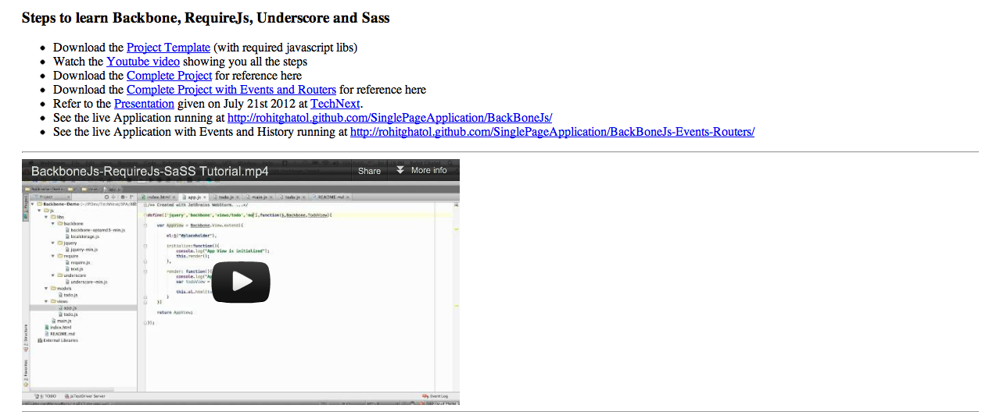 Steps to learn Backbone, RequireJs, Underscore and Sass
Download the Project Template (with required javascript libs)
Watch the Youtube video showing you all the steps
Download the Complete Project for reference here
Download the Complete Project with Events and Routers for reference here
Refer to the Presentation given on July 21st 2012 at TechNext.
See the live Application running at http://rohitghatol.github.com/SinglePageApplication/BackBoneJs/
See the live Application with Events and History running at http://rohitghatol.github.com/SinglePageApplication/BackBoneJs-Events-Routers/
BackboneJs-RequireJs-SaSS Tutorial.mp4 Share More info
Project index.html app.js todo.js main.js todo.js README.md
Backbone-Demo
/** Created with JetBrains WebStorm. ...*/
js
libs
define(['jquery','backbone','views/todo','mo'],function($,Backbone,TodoView){
backbone
var AppView = Backbone.View.extend({
backbone-optamd3-min.js
localstorage.js
el:$("#placeholder"),
jquery
jquery-min.js
initialize:function(){
require
console.log("App View is initialized");
require.js
this.render();
text.js
},
underscore
render: function(){
underscore-min.js
console.log("Ap
models
var todoView =
todo.js
this.el.html(to
views
}
app.js
})
todo.js
return AppView;
main.js
index.html
});
README.md
External Libraries
2: Structure
2: Favorites
6: TODO JsTestDriver Server Event Log